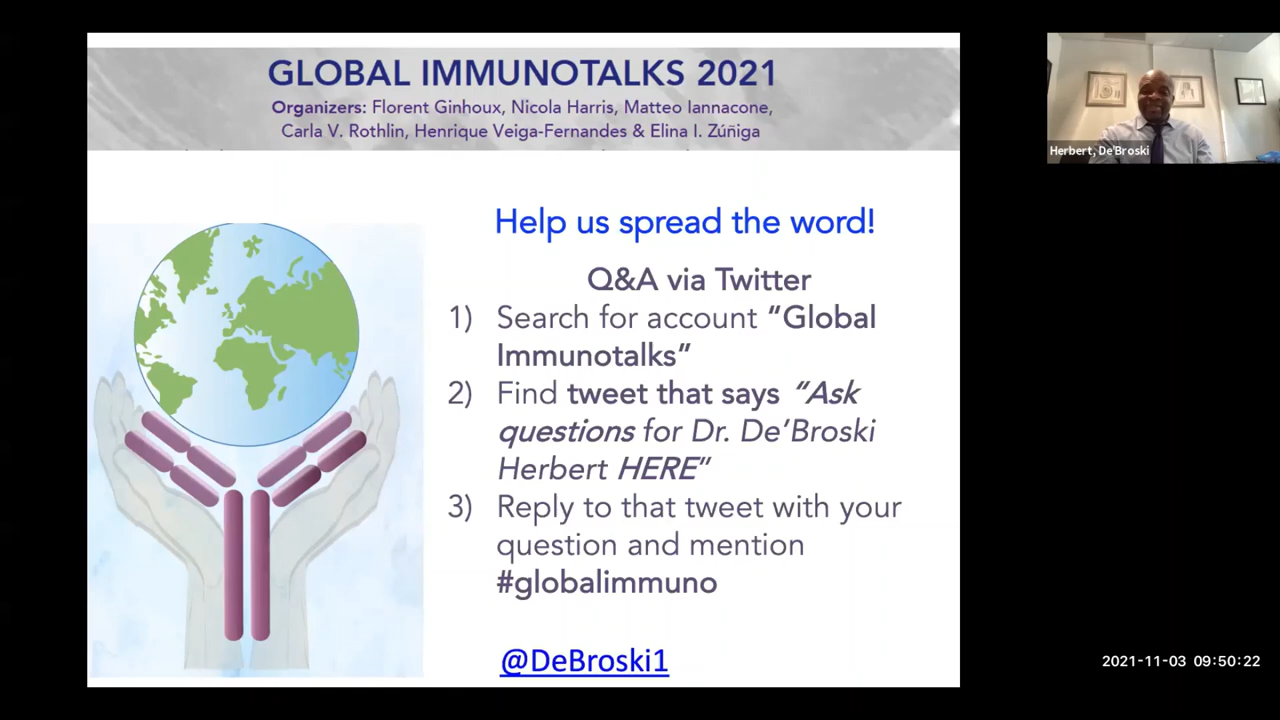 GLOBAL IMMUNOTALKS 2021
Organizers: Florent Ginhoux, Nicola Harris, Matteo Iannacone,
Carla V. Rothlin, Henrique Veiga-Fernandes & Elina I. Zúñiga
Herbert, De'Broski
Help us spread the word!
Q&A via Twitter
1) Search for account “Global
Immunotalks”
2) Find tweet that says “Ask
questions for Dr. De’Broski
Herbert HERE”
3) Reply to that tweet with your
question and mention
#globalimmuno
@DeBroski1
2021-11-03 09:50:22